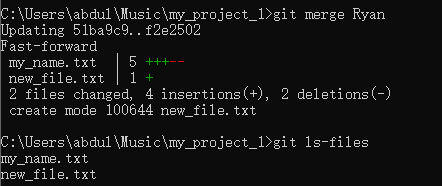 C:\Users\abdul\Music\my_project_1>git merge Ryan
Updating 51ba9c9..f2e2502
Fast-forward
 my_name.txt  | 5 +++--
 new_file.txt | 1 +
 2 files changed, 4 insertions(+), 2 deletions(-)
 create mode 100644 new_file.txt
C:\Users\abdul\Music\my_project_1>git ls-files
my_name.txt
new_file.txt